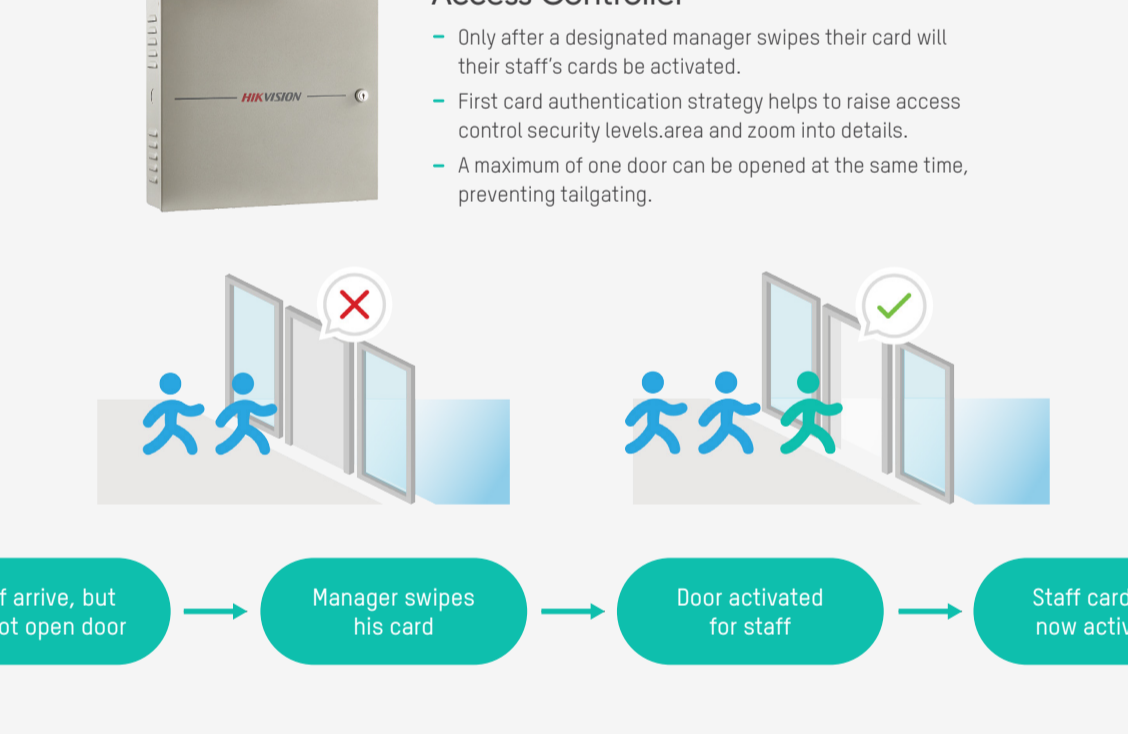 Access Controller
– Only after a designated manager swipes their card will
their staff's cards be activated.
– First card authentication strategy helps to raise access
control security levels.area and zoom into details.
– A maximum of one door can be opened at the same time,
preventing tailgating.
HIKVISION
arrive, but
open door
Manager swipes
his card
Door activated
for staff
Staff
now